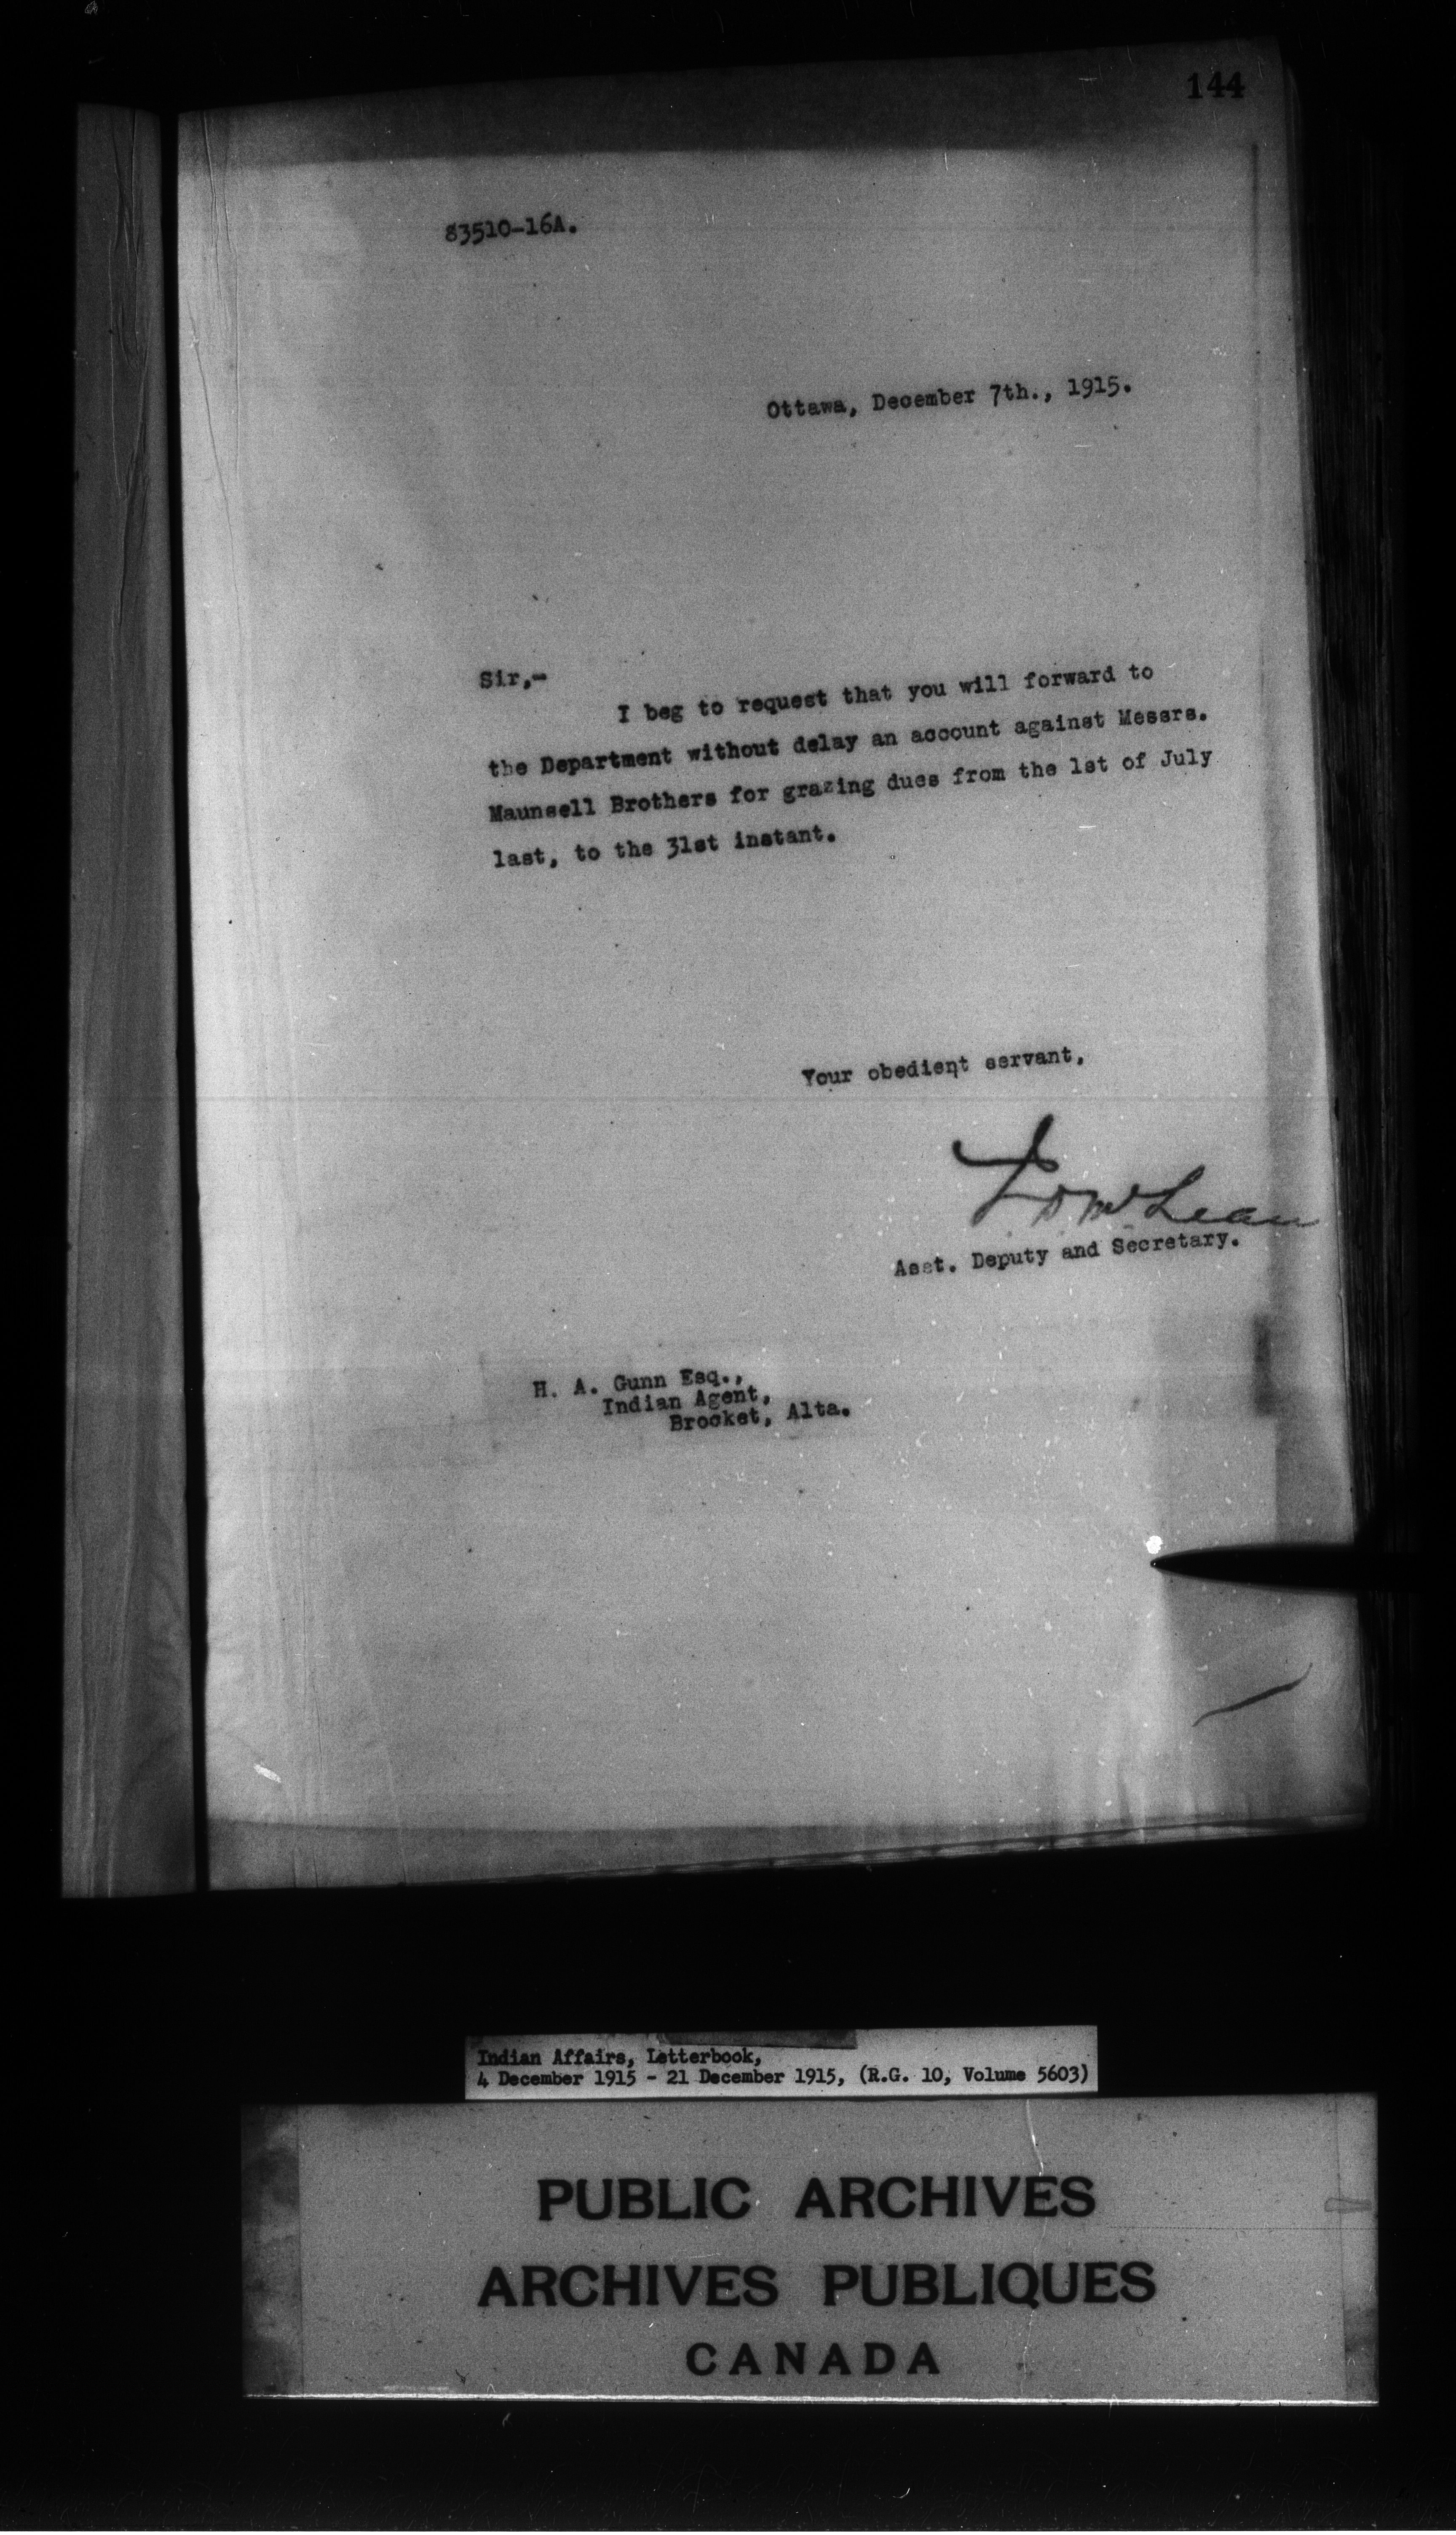 144
83510-16A.
Ottawa, December 7th., 1915.
Sir,-
I beg to request that you will forward to
the Department without delay an account against Messrs.
Maunsell Brothers for grazing dues from the 1st of July
last, to the 31st instant.
Your obedient servant,
J D McLean
Asst. Deputy and Secretary.
H. A. Gunn Esq.,
Indian Agent,
Brocket, Alta.
Indian Affairs, Letterbook,
4 December 1915 - 21 December 1915, (R.G. 10, Volume 5603)
PUBLIC ARCHIVES
ARCHIVES PUBLIQUES
CANADA